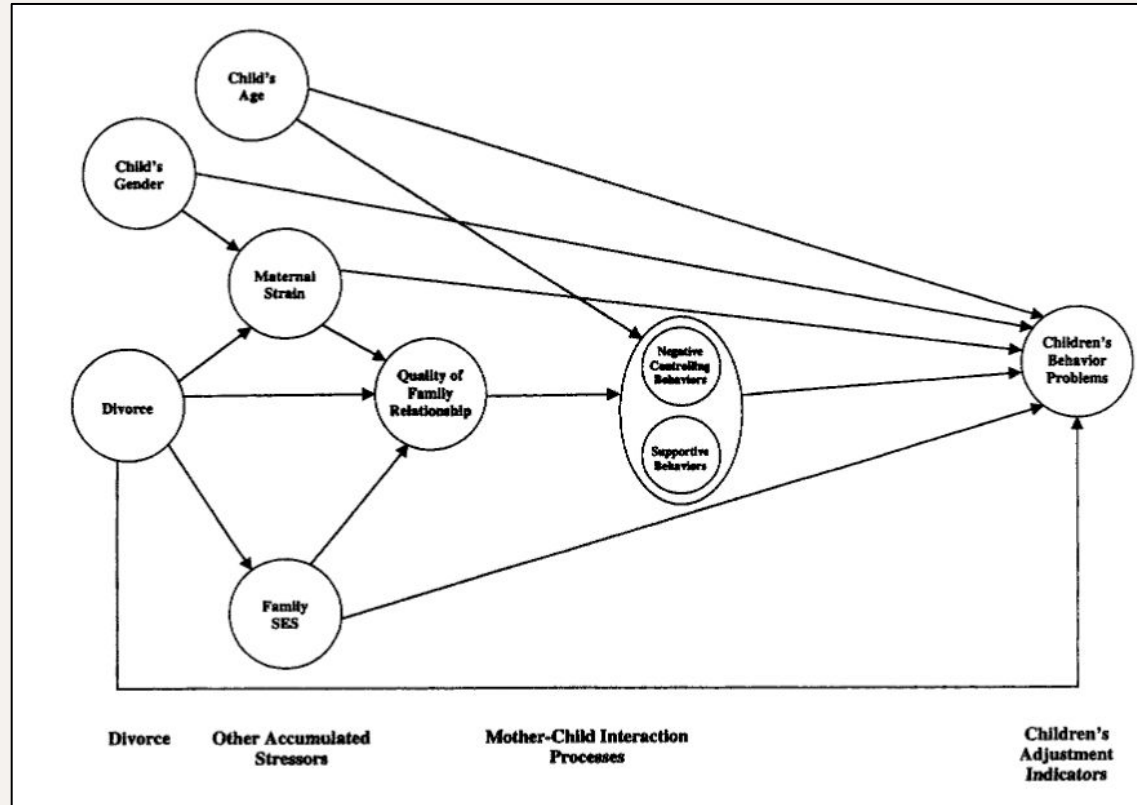 Child's
Age
Child's
Gender
Maternal
Strain
Divorce
Quality of
Family
Relationship
Negative
Controlling
Behaviors
Supportive
Behaviors
Children's
Behavior
Problems
Family
SES
Divorce
Other Accumulated
Stressors
Mother-Child Interaction
Processes
Children's
Adjustment
Indicators